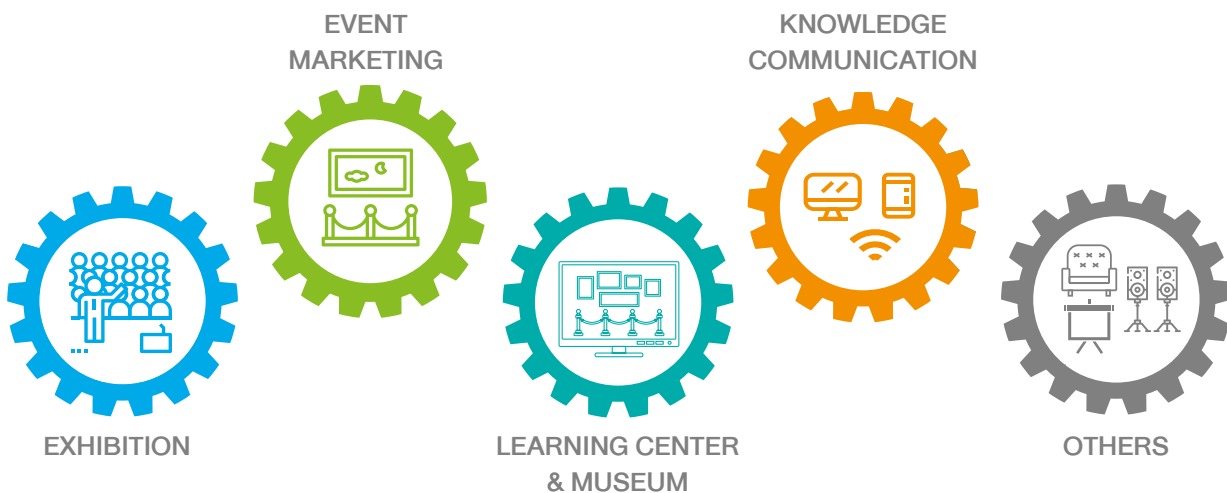 EVENT
MARKETING
KNOWLEDGE
COMMUNICATION
EXHIBITION
LEARNING CENTER
& MUSEUM
OTHERS